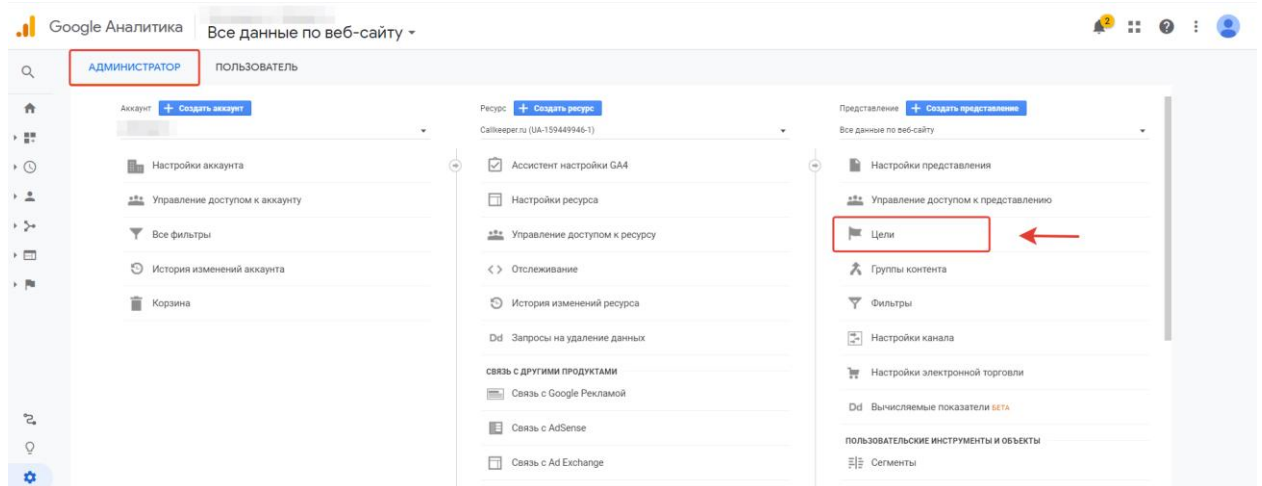 Google Аналитика
Все данные по веб-сайту
2
АДМИНИСТРАТОР
ПОЛЬЗОВАТЕЛЬ
Аккаунт
+ Создать аккаунт
Настройки аккаунта
Управление доступом к аккаунту
Все фильтры
История изменений аккаунта
Корзина
Ресурс
+ Создать ресурс
Callkeeper.ru (UA-159449946-1)
Ассистент настройки GA4
Настройки ресурса
Управление доступом к ресурсу
Отслеживание
История изменений ресурса
Dd Запросы на удаление данных
СВЯЗЬ С ДРУГИМИ ПРОДУКТАМИ
Связь с Google Рекламой
Связь с AdSense
Связь с Ad Exchange
Представление
+ Создать представление
Все данные по веб-сайту
Настройки представления
Управление доступом к представлению
Цели
Группы контента
Фильтры
Настройки канала
Настройки электронной торговли
Dd Вычисляемые показатели БЕТА
ПОЛЬЗОВАТЕЛЬСКИЕ ИНСТРУМЕНТЫ И ОБЪЕКТЫ
Сегменты